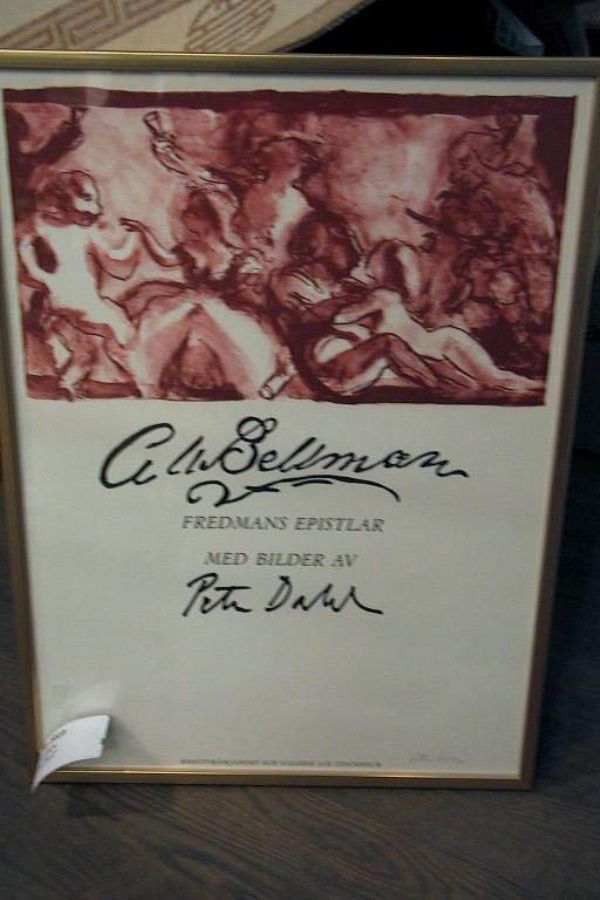 C M Bellman
FREDMANS EPISTLAR
MED BILDER AV
Peter Dahl